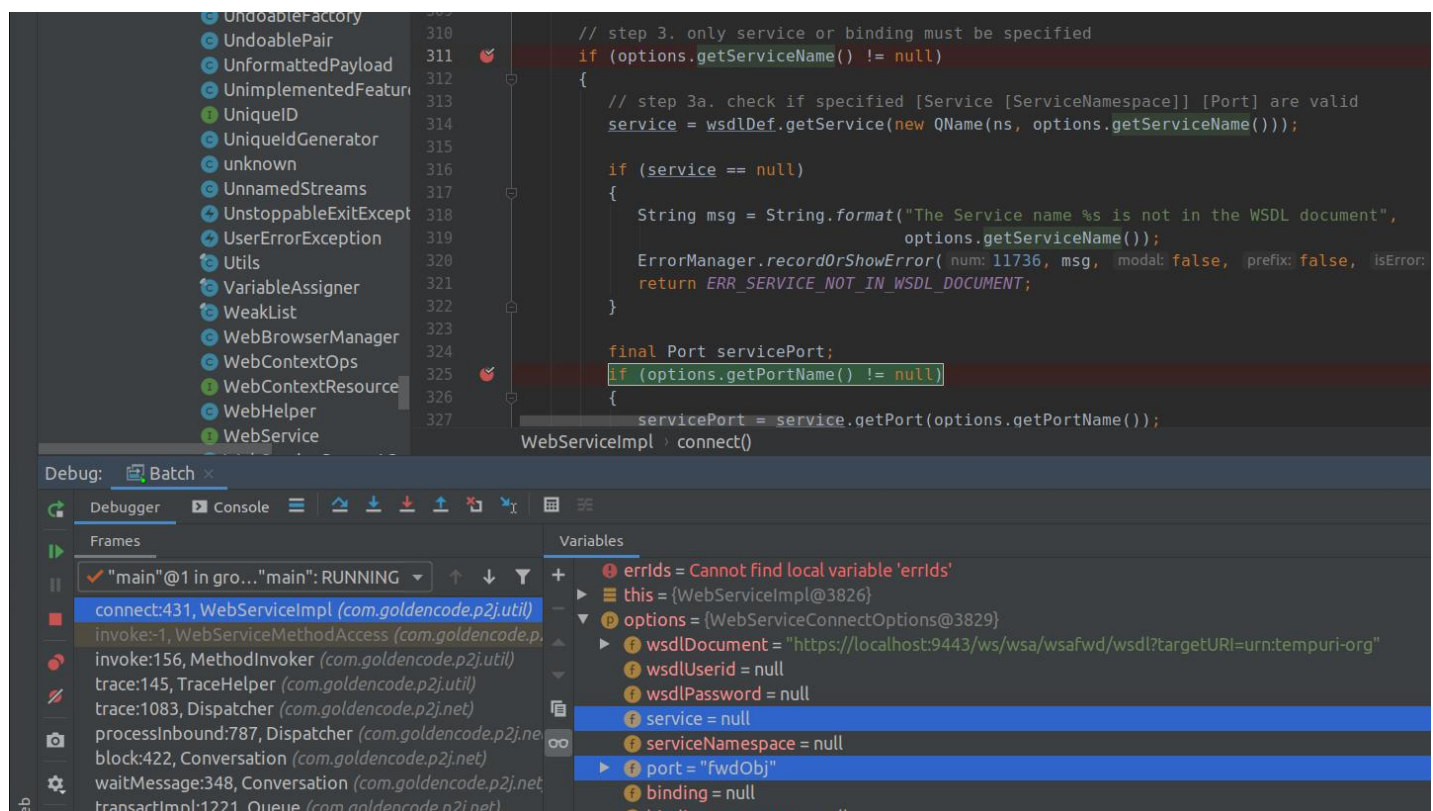 UndoableFactory
UndoablePair
UnformattedPayload
UnimplementedFeatur
UniqueID
UniqueIdGenerator
unknown
UnnamedStreams
UnstoppableExitExcept
UserErrorException
Utils
VariableAssigner
WeakList
WebBrowserManager
WebContextOps
WebContextResource
WebHelper
WebService
309
310 // step 3. only service or binding must be specified
311 if (options.getServiceName() != null)
312 {
313 // step 3a. check if specified [Service [ServiceNamespace]] [Port] are valid
314 service = wsdlDef.getService(new QName(ns, options.getServiceName()));
315
316 if (service == null)
317 {
318 String msg = String.format("The Service name %s is not in the WSDL document",
319 options.getServiceName());
320 ErrorManager.recordOrShowError( num: 11736, msg, modal: false, prefix: false, isError:
321 return ERR_SERVICE_NOT_IN_WSDL_DOCUMENT;
322 }
323
324 final Port servicePort;
325 if (options.getPortName() != null)
326 {
327 servicePort = service.getPort(options.getPortName());
WebServiceImpl › connect()
Debug: Batch ×
Debugger Console
Frames
"main"@1 in gro..."main": RUNNING
connect:431, WebServiceImpl (com.goldencode.p2j.util)
invoke:-1, WebServiceMethodAccess (com.goldencode.p.
invoke:156, MethodInvoker (com.goldencode.p2j.util)
trace:145, TraceHelper (com.goldencode.p2j.util)
trace:1083, Dispatcher (com.goldencode.p2j.net)
processInbound:787, Dispatcher (com.goldencode.p2j.ne
block:422, Conversation (com.goldencode.p2j.net)
waitMessage:348, Conversation (com.goldencode.p2j.net
transactImpl:1221, Queue (com.goldencode.p2j.net)
Variables
errIds = Cannot find local variable 'errIds'
this = {WebServiceImpl@3826}
options = {WebServiceConnectOptions@3829}
wsdlDocument = "https://localhost:9443/ws/wsa/wsafwd/wsdl?targetURI=urn:tempuri-org"
wsdlUserid = null
wsdlPassword = null
service = null
serviceNamespace = null
port = "fwdObj"
binding = null